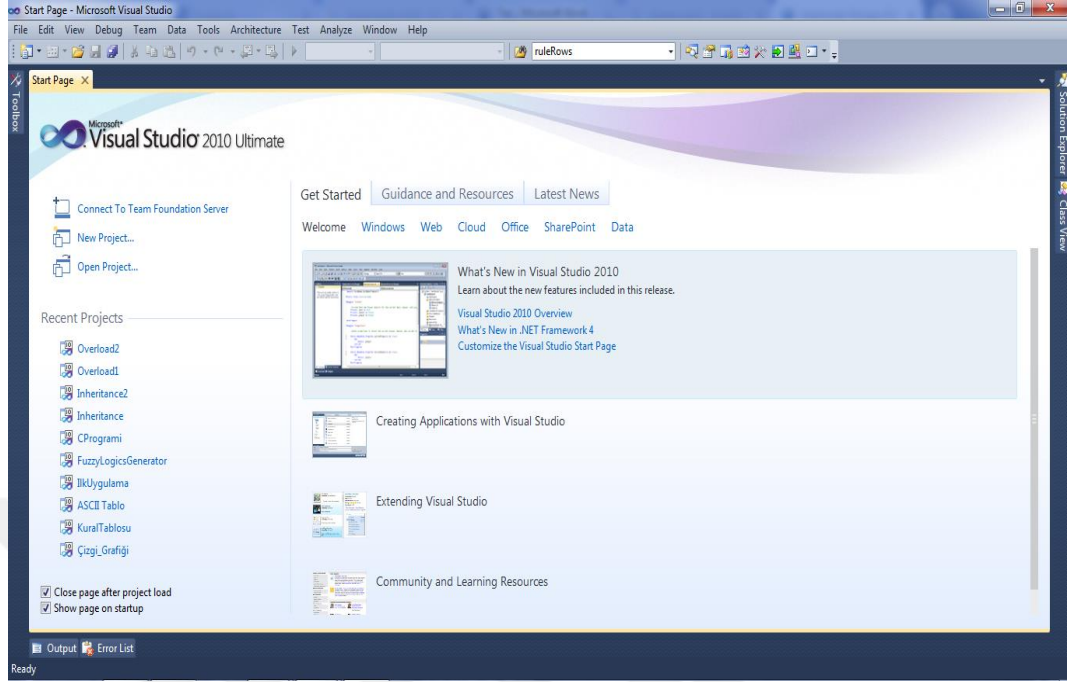 Start Page - Microsoft Visual Studio
File Edit View Debug Team Data Tools Architecture Test Analyze Window Help
ruleRows
Start Page
Toolbox
Solution Explorer
Class View
Microsoft
Visual Studio 2010 Ultimate
Connect To Team Foundation Server
New Project...
Open Project...
Recent Projects
Overload2
Overload1
Inheritance2
Inheritance
CProgrami
FuzzyLogicsGenerator
IlkUygulama
ASCII Tablo
KuralTablosu
Çizgi_Grafiği
Close page after project load
Show page on startup
Get Started Guidance and Resources Latest News
Welcome Windows Web Cloud Office SharePoint Data
What's New in Visual Studio 2010
Learn about the new features included in this release.
Visual Studio 2010 Overview
What's New in .NET Framework 4
Customize the Visual Studio Start Page
Creating Applications with Visual Studio
Extending Visual Studio
Community and Learning Resources
Output Error List
Ready